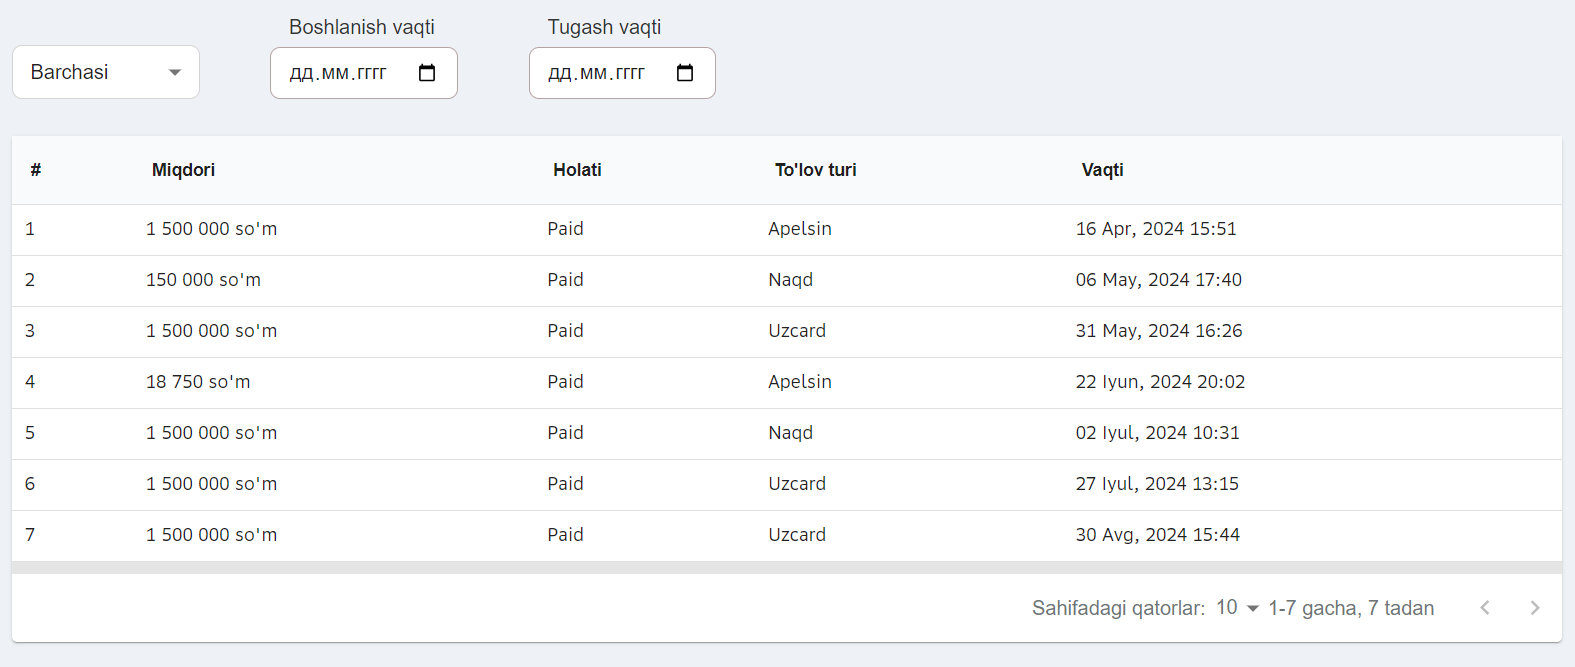 Boshlanish vaqti Tugash vaqti
Barchasi дд.мм.гггг дд.мм.гггг
# Miqdori Holati To'lov turi Vaqti
1 1 500 000 so'm Paid Apelsin 16 Apr, 2024 15:51
2 150 000 so'm Paid Naqd 06 May, 2024 17:40
3 1 500 000 so'm Paid Uzcard 31 May, 2024 16:26
4 18 750 so'm Paid Apelsin 22 Iyun, 2024 20:02
5 1 500 000 so'm Paid Naqd 02 Iyul, 2024 10:31
6 1 500 000 so'm Paid Uzcard 27 Iyul, 2024 13:15
7 1 500 000 so'm Paid Uzcard 30 Avg, 2024 15:44
Sahifadagi qatorlar: 10 1-7 gacha, 7 tadan